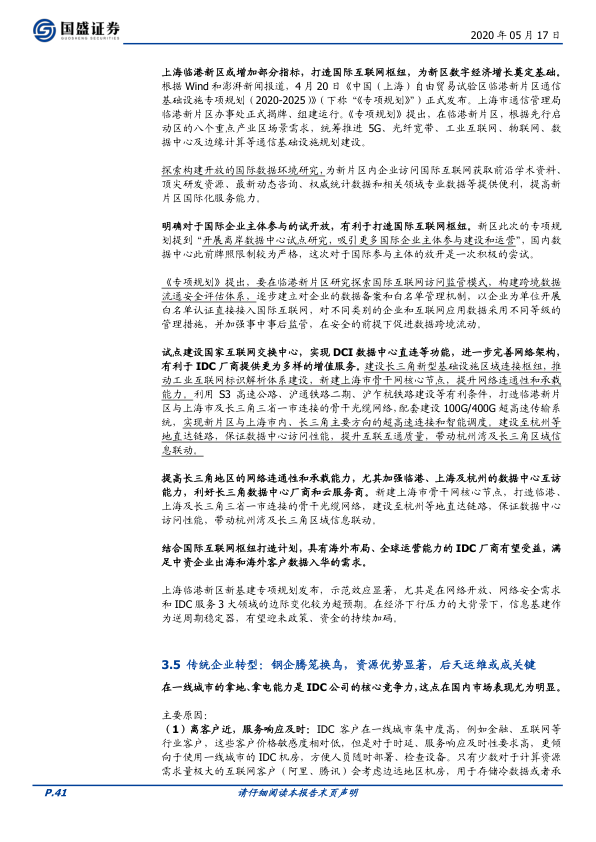 国盛证券
GUOSHENG SECURITIES
2020 年 05 月 17 日
上海临港新区成增加部分指标，打造国际互联网枢纽，为新区数字经济增长奠定基础。
根据 Wind 和澎湃新闻报道，4 月 20 日《中国（上海）自由贸易试验区临港新片区通信
基础设施专项规划（2020-2025）》（下称“《专项规划》”）正式发布。上海市通信管理局
临港新片区办事处正式揭牌、组建运行。《专项规划》提出，在临港新片区，根据先行启
动区的八个重点产业区场景需求，统筹推进 5G、光纤宽带、工业互联网、物联网、数
据中心及边缘计算等通信基础设施规划建设。
探索构建开放的国际数据环境研究，为新片区内企业访问国际互联网获取前沿学术资料、
顶尖研发资源、最新动态咨询、权威统计数据和相关领域专业数据等提供便利，提高新
片区国际化服务能力。
明确对于国际企业主体参与的试开放，有利于打造国际互联网枢纽。新区此次的专项规
划提到“开展离岸数据中心试点研究，吸引更多国际企业主体参与建设和运营”，国内数
据中心此前牌照限制较为严格，这次对于国际参与主体的放开是一次积极的尝试。
《专项规划》提出，要在临港新片区研究探索国际互联网访问监管模式，构建跨境数据
流通安全评估体系，逐步建立对企业的数据备案和白名单管理机制，以企业为单位开展
白名单认证直接接入国际互联网，对不同类别的企业和互联网应用数据采用不同等级的
管理措施，并加强事中事后监管，在安全的前提下促进数据跨境流动。
试点建设国家互联网交换中心，实现 DCI 数据中心直连等功能，进一步完善网络架构，
有利于 IDC 厂商提供更为多样的增值服务。建设长三角新型基础设施区域连接枢纽，推
动工业互联网标识解析体系建设，新建上海市骨干网核心节点，提升网络连通性和承载
能力。利用 S3 高速公路、沪通铁路二期、沪乍杭铁路建设等有利条件，打造临港新片
区与上海市及长三角三省一市连接的骨干光缆网络，配套建设 100G/400G 超高速传输系
统，实现新片区与上海市内、长三角主要方向的超高速连接和智能调度。建设至杭州等
地直达链路，保证数据中心访问性能，提升互联互通质量，带动杭州湾及长三角区域信
息联动。
提高长三角地区的网络连通性和承载能力，尤其加强临港、上海及杭州的数据中心互访
能力，利好长三角数据中心厂商和云服务商。新建上海市骨干网核心节点，打造临港、
上海及长三角三省一市连接的骨干光缆网络，建设至杭州等地直达链路，保证数据中心
访问性能，带动杭州湾及长三角区域信息联动。
结合国际互联网枢纽打造计划，具有海外布局、全球运营能力的 IDC 厂商有望受益，满
足中资企业出海和海外客户数据入华的需求。
上海临港新区新基建专项规划发布，示范效应显著，尤其是在网络开放、网络安全需求
和 IDC 服务 3 大领域的边际变化较为超预期。在经济下行压力的大背景下，信息基建作
为逆周期稳定器，有望迎来政策、资金的持续加码。
3.5 传统企业转型：钢企腾笼换鸟，资源优势显著，后天运维或成关键
在一线城市的拿地、拿电能力是 IDC 公司的核心竞争力，这点在国内市场表现尤为明显。
主要原因：
（1）离客户近，服务响应及时：IDC 客户在一线城市集中度高，例如金融、互联网等
行业客户，这些客户价格敏感度相对低，但是对于时延、服务响应及时性要求高，更倾
向于使用一线城市的 IDC 机房，方便人员随时部署、检查设备。只有少数对于计算资源
需求量极大的互联网客户（阿里、腾讯）会考虑边远地区机房，用于存储冷数据或者承
P.41
请仔细阅读本报告末页声明